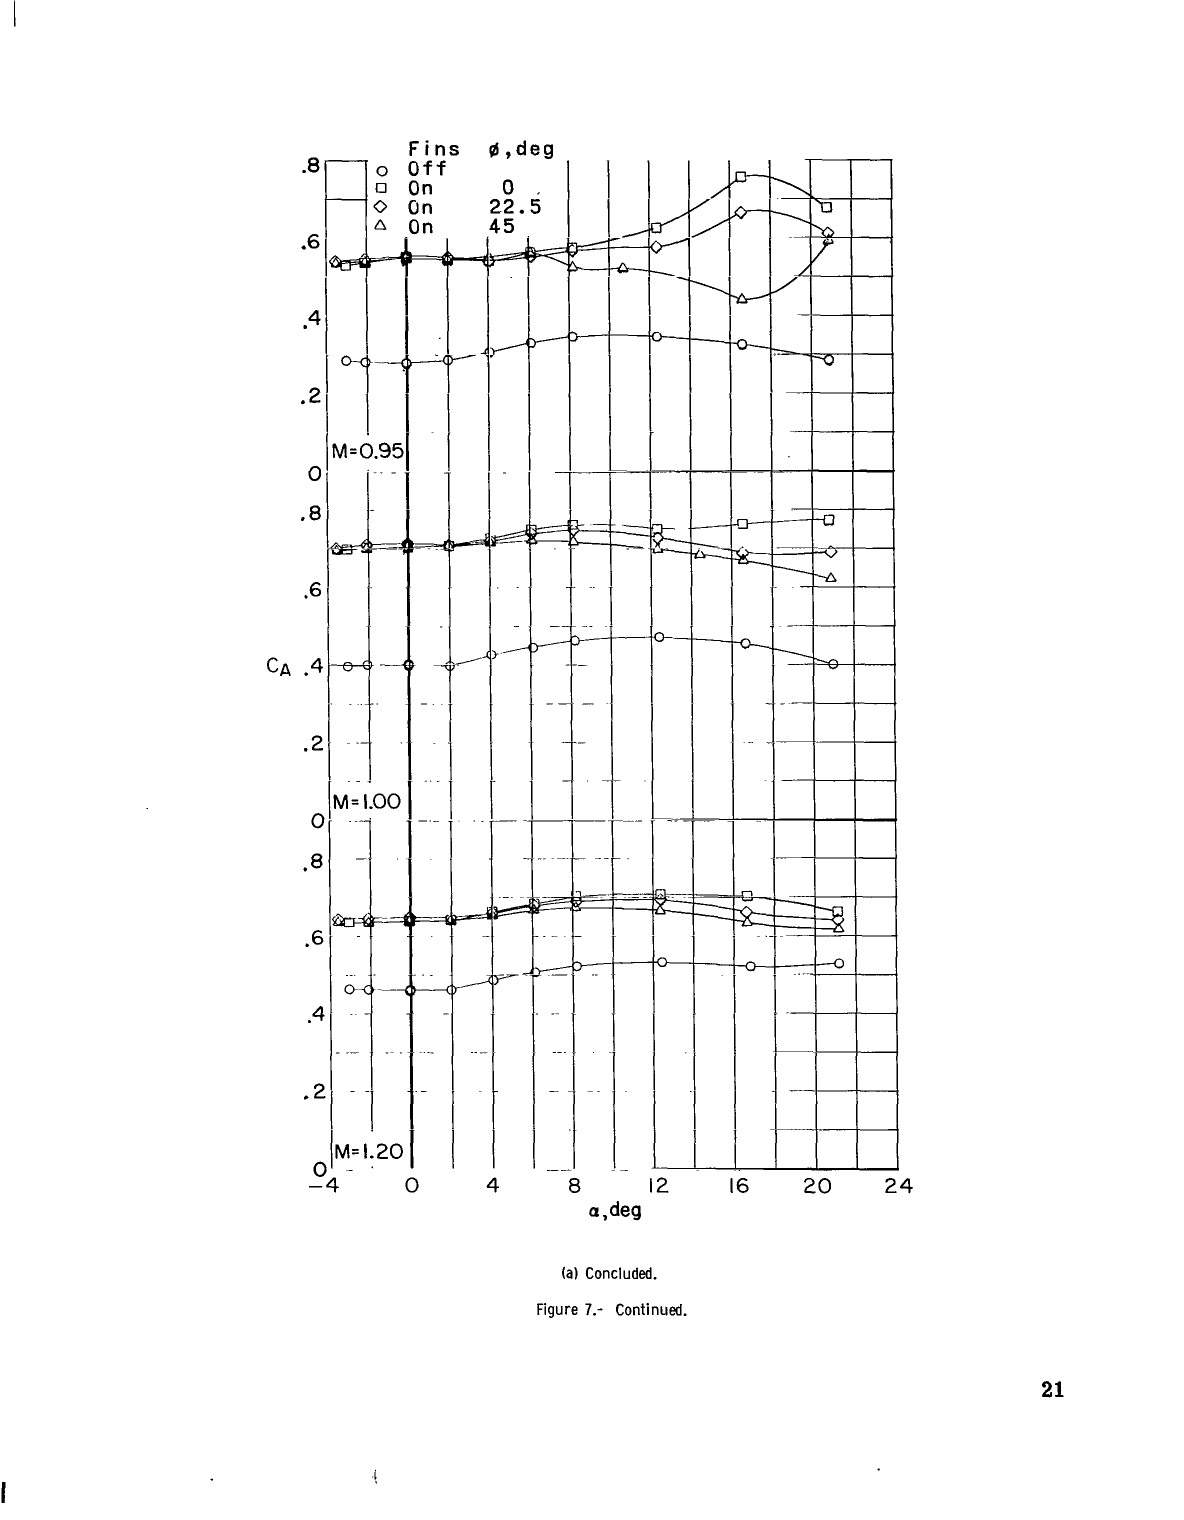 Fins ø,deg
Off
On 0
On 22.5
On 45
.8
.6
.4
.2
0
M=0.95
.8
.6
CA .4
.2
0
M=1.00
.8
.6
.4
.2
0
M=1.20
-4 0 4 8 12 16 20 24
α,deg
(a) Concluded.
Figure 7.- Continued.
21